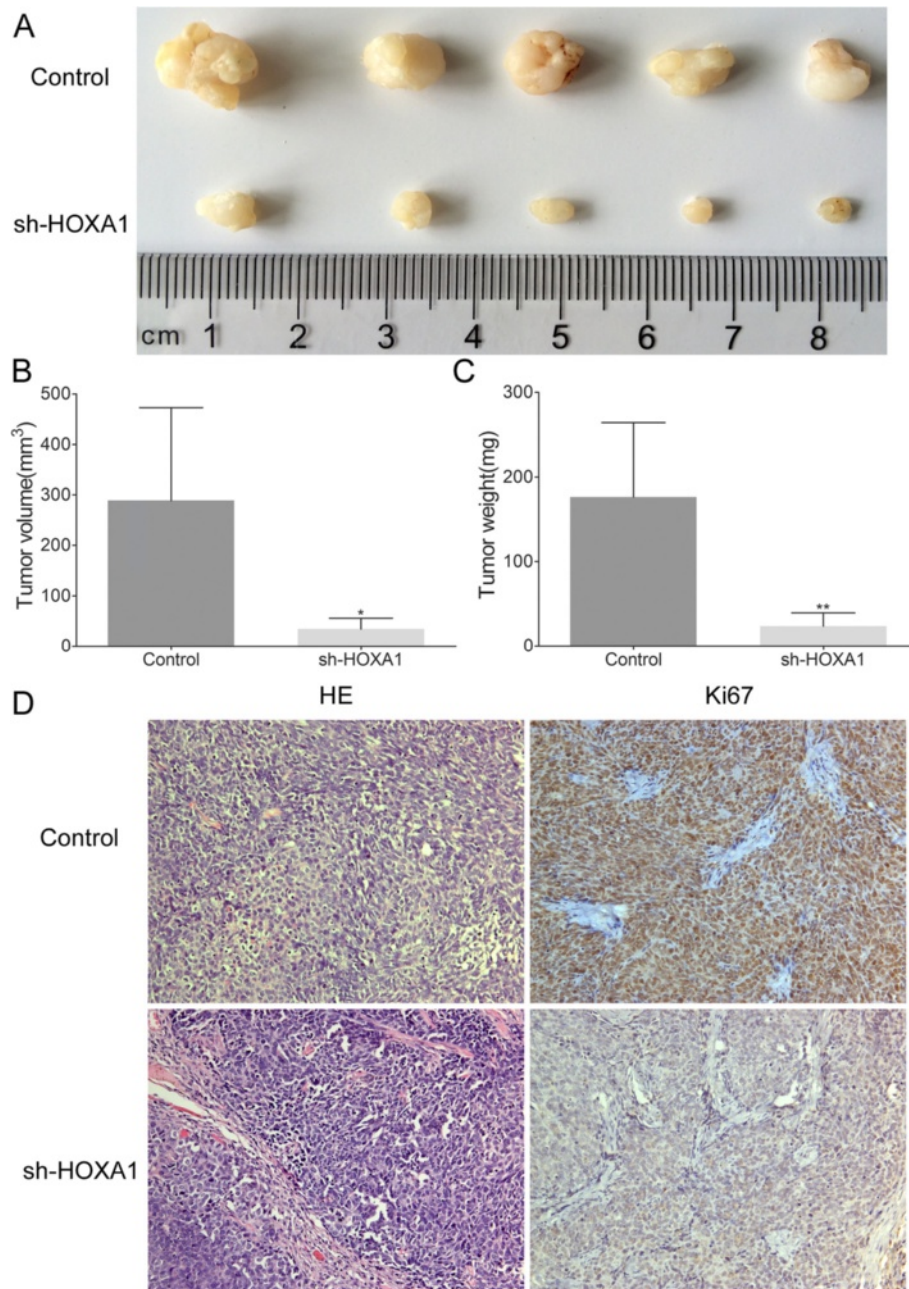 A
Control
sh-HOXA1
cm 1 2 3 4 5 6 7 8
B
Tumor volume(mm³)
500
400
300
200
100
0
*
Control
sh-HOXA1
C
Tumor weight(mg)
300
200
100
0
**
Control
sh-HOXA1
D
HE
Ki67
Control
sh-HOXA1